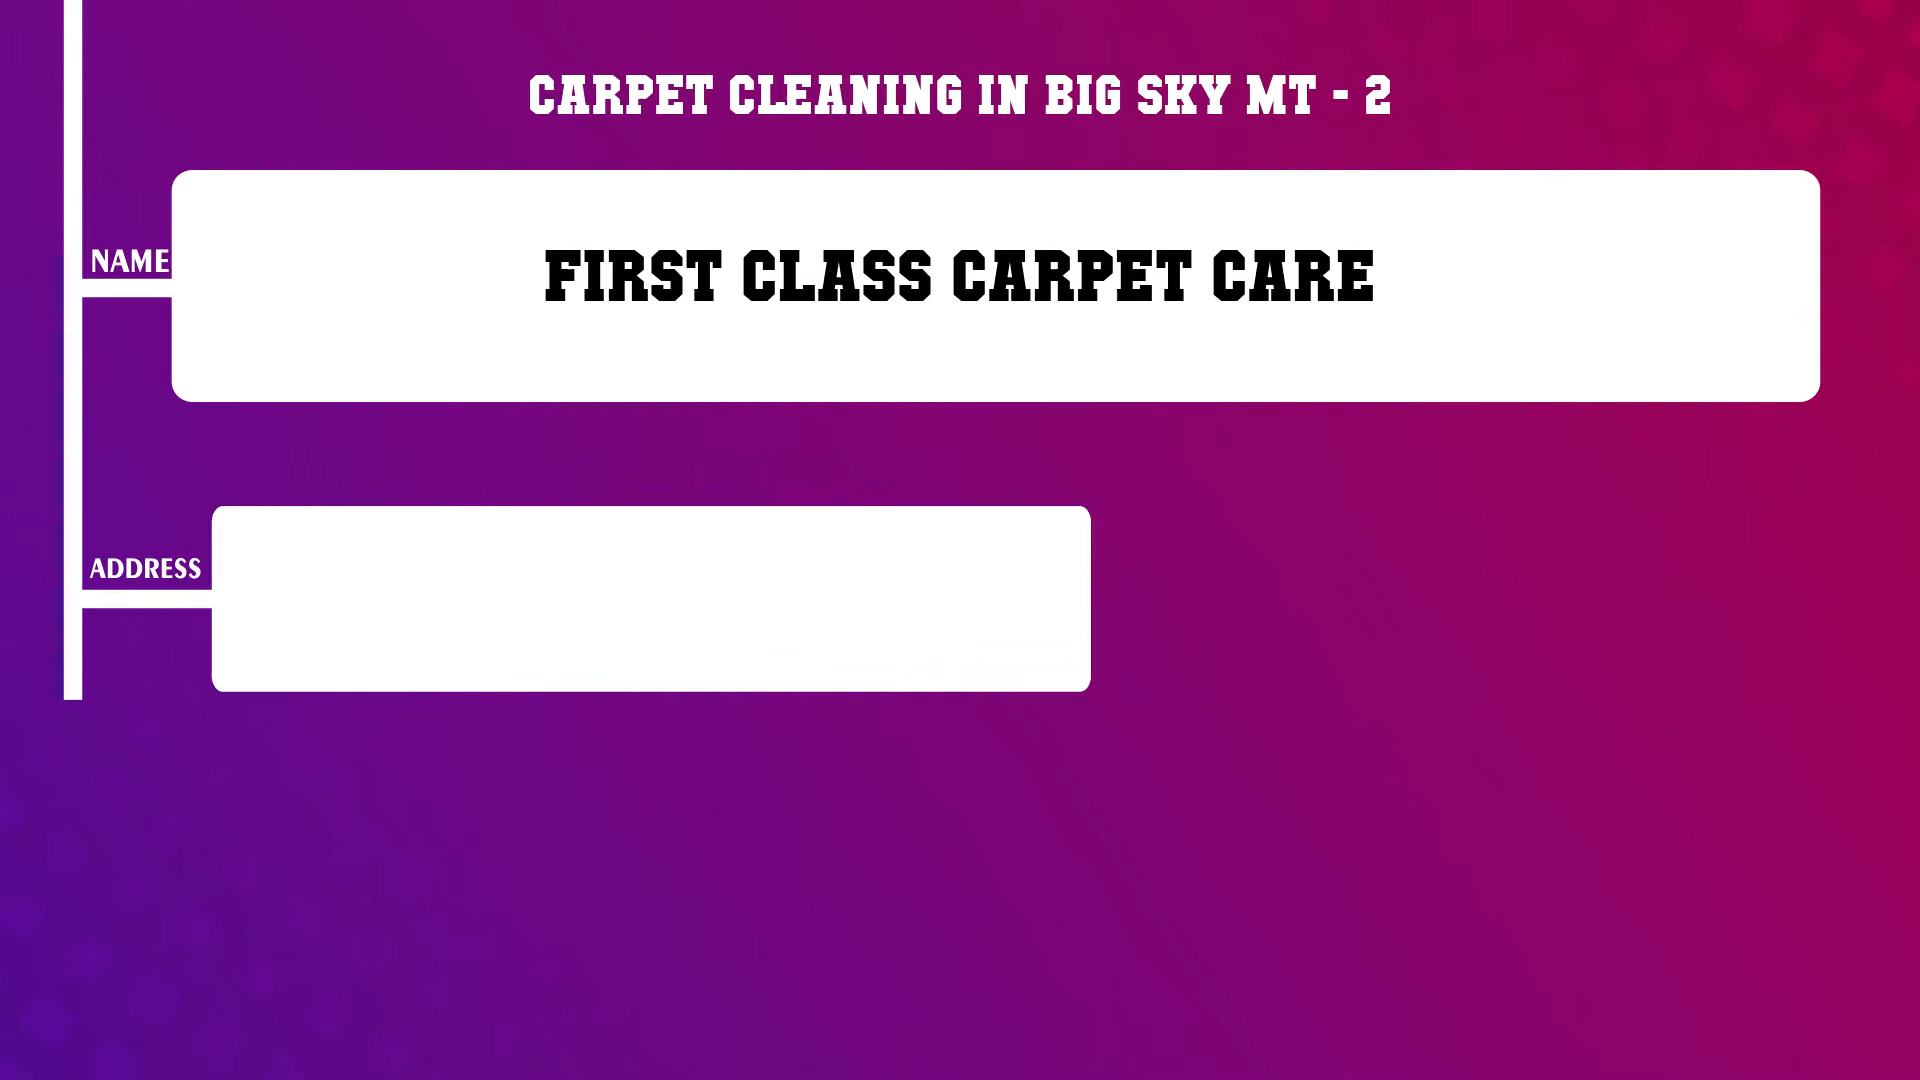 CARPET CLEANING IN BIG SKY MT - 2
NAME
FIRST CLASS CARPET CARE
ADDRESS